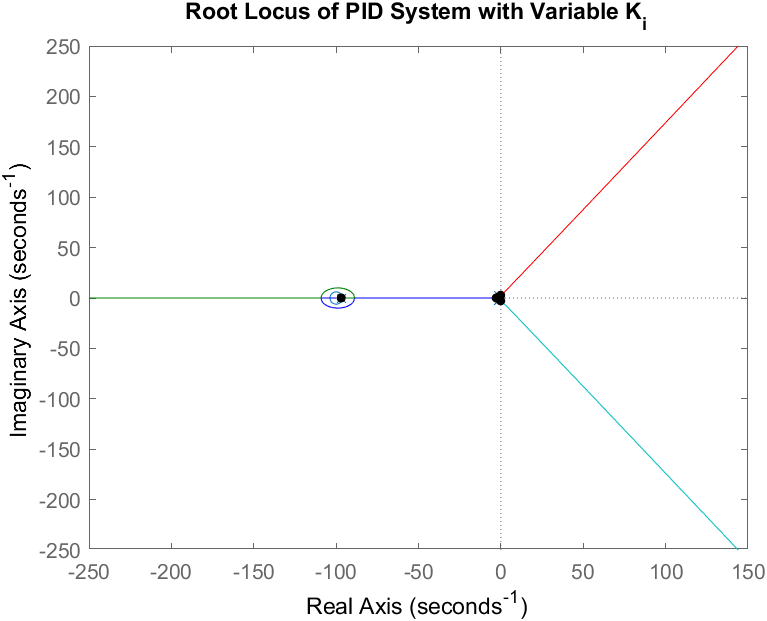 Root Locus of PID System with Variable K_i
250
200
150
100
50
0
-50
-100
-150
-200
-250
Imaginary Axis (seconds^-1)
-250 -200 -150 -100 -50 0 50 100 150
Real Axis (seconds^-1)